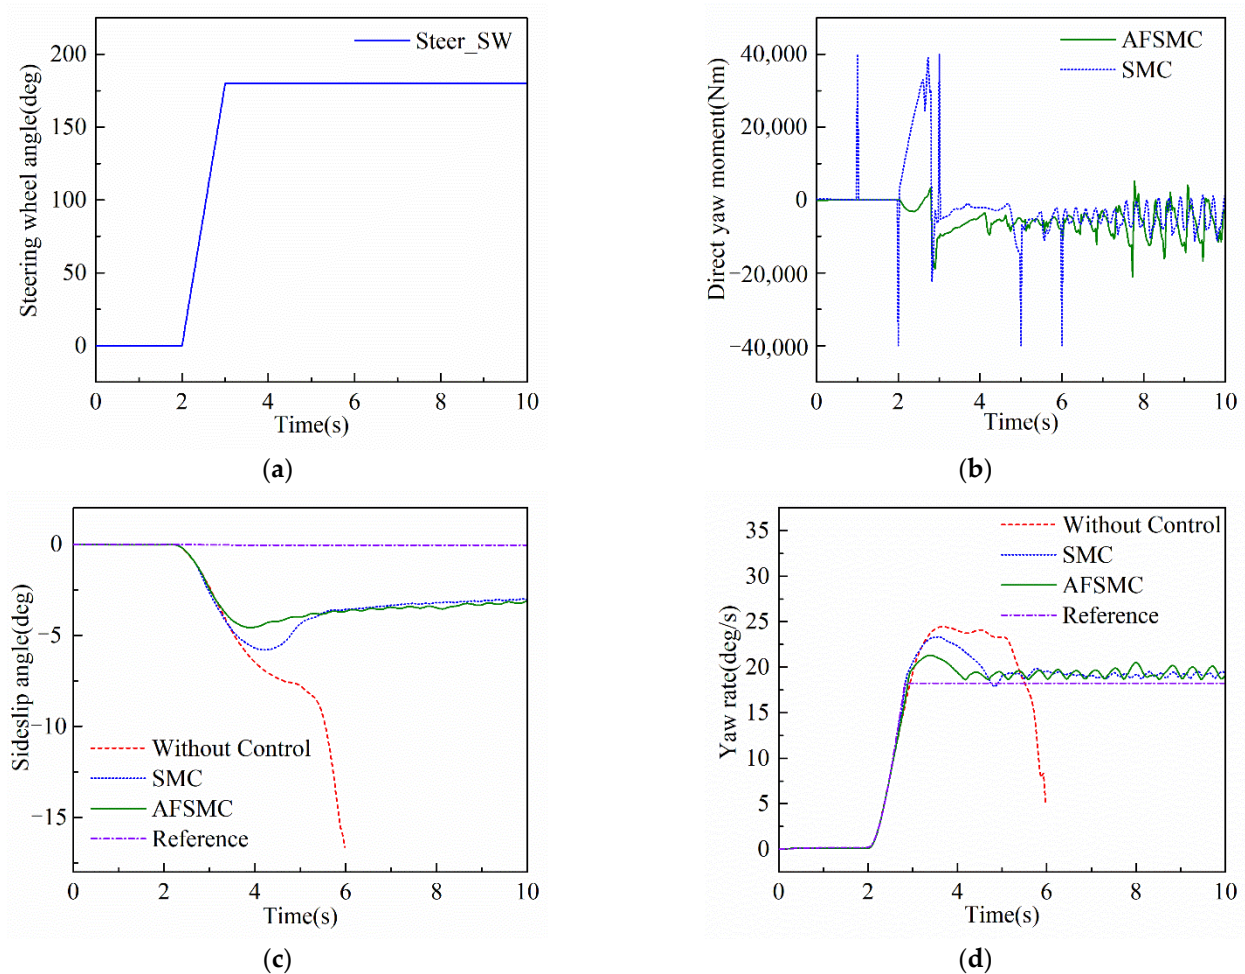 Steering wheel angle(deg)
200
150
100
50
0
Steer_SW
0 2 4 6 8 10
Time(s)
(a)
Direct yaw moment(Nm)
40,000
20,000
0
−20,000
−40,000
AFSMC
SMC
0 2 4 6 8 10
Time(s)
(b)
Sideslip angle(deg)
0
−5
−10
−15
Without Control
SMC
AFSMC
Reference
0 2 4 6 8 10
Time(s)
(c)
Yaw rate(deg/s)
35
30
25
20
15
10
5
0
Without Control
SMC
AFSMC
Reference
0 2 4 6 8 10
Time(s)
(d)